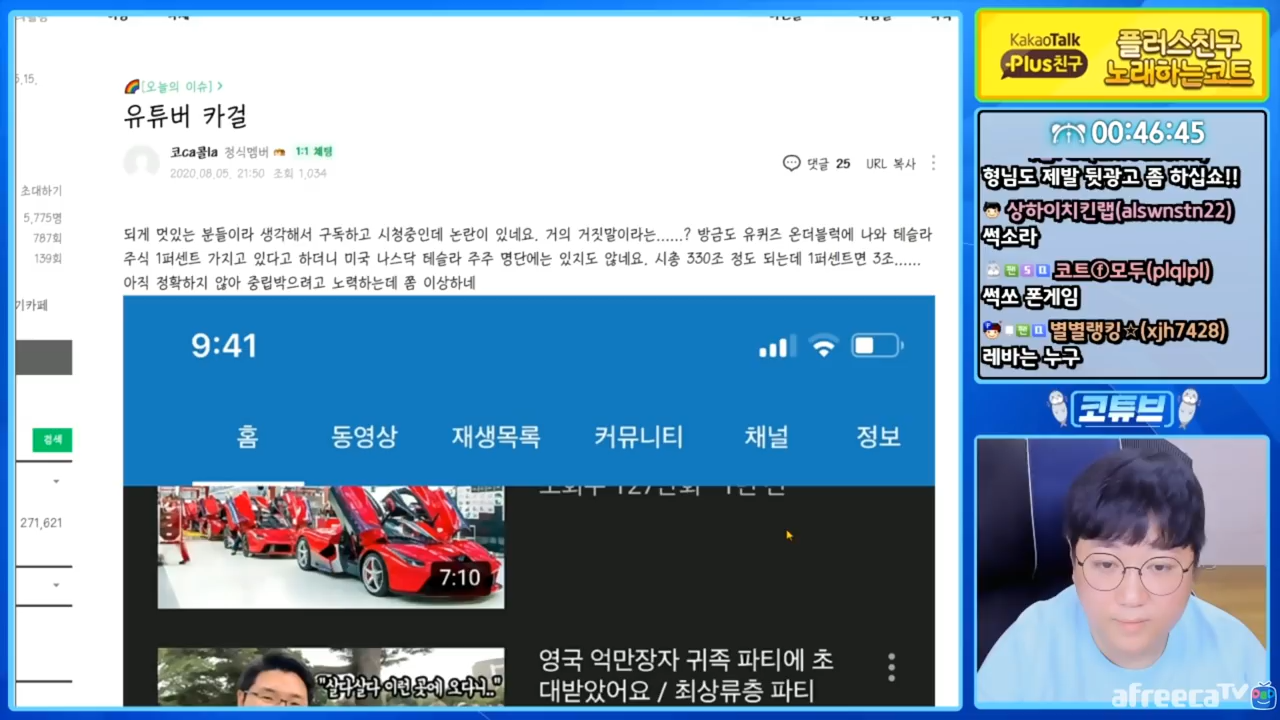 [오늘의 이슈] >
유튜버 카걸
코ca콜la 정식멤버 1:1 채팅
2020.08.05. 21:50 조회 1,034
댓글 25 URL 복사
되게 멋있는 분들이라 생각해서 구독하고 시청중인데 논란이 있네요. 거의 거짓말이라는......? 방금도 유퀴즈 온더블럭에 나와 테슬라
주식 1퍼센트 가지고 있다고 하더니 미국 나스닥 테슬라 주주 명단에는 있지도 않네요. 시총 330조 정도 되는데 1퍼센트면 3조......
아직 정확하지 않아 중립박으려고 노력하는데 쫌 이상하네
초대하기
5,775명
787회
139회
기카페
검색
271,621
9:41
홈 동영상 재생목록 커뮤니티 채널 정보
7:10
"살구살다 이런 곳에 오다니.."
영국 억만장자 귀족 파티에 초
대받았어요 / 최상류층 파티
KakaoTalk
Plus친구
플러스친구
노래하는코트
00:46:45
형님도 제발 뒷광고 좀 하십쇼!!
상하이치킨랩(alswnstn22)
썩소라
코트ⓕ모두(plqlpl)
썩쏘 폰게임
별별랭킹☆(xjh7428)
레바는 누구
코튜브
afreecaTV